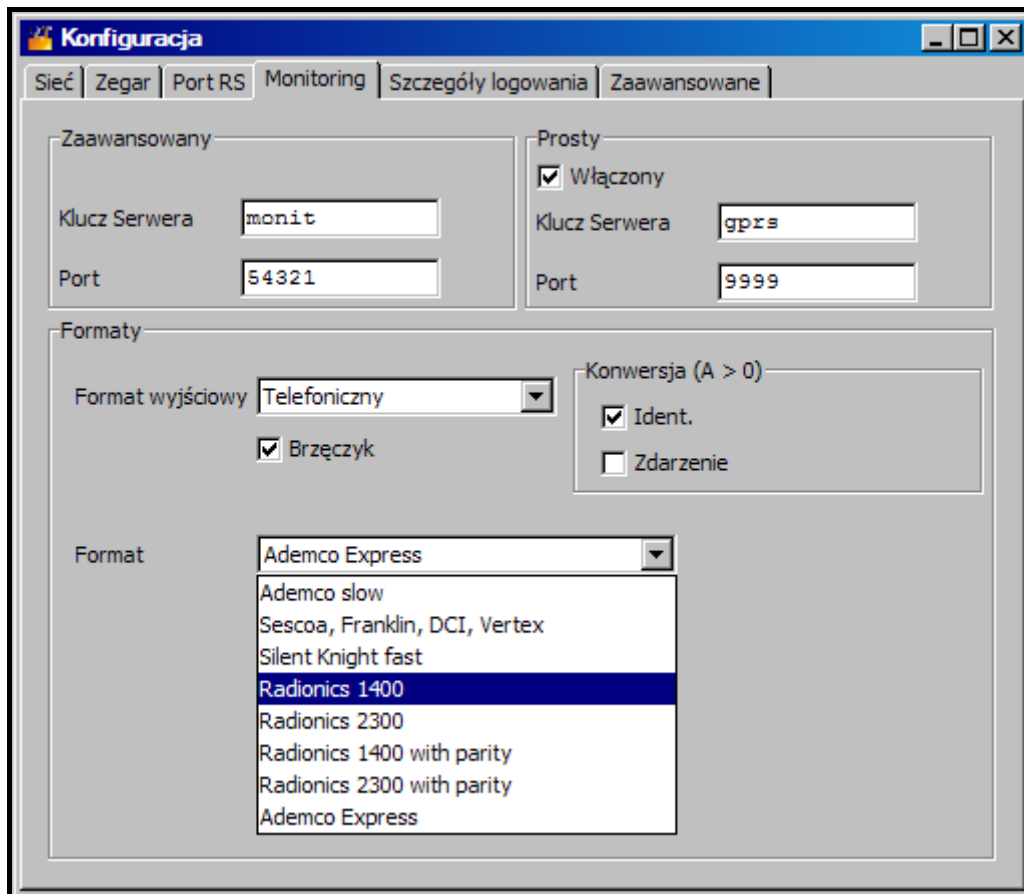 Konfiguracja
Sieć Zegar Port RS Monitoring Szczegóły logowania Zaawansowane
Zaawansowany
Klucz Serwera monit
Port 54321
Prosty
Włączony
Klucz Serwera gprs
Port 9999
Formaty
Format wyjściowy Telefoniczny
Brzęczyk
Konwersja (A > 0)
Ident.
Zdarzenie
Format Ademco Express
Ademco slow
Sescoa, Franklin, DCI, Vertex
Silent Knight fast
Radionics 1400
Radionics 2300
Radionics 1400 with parity
Radionics 2300 with parity
Ademco Express